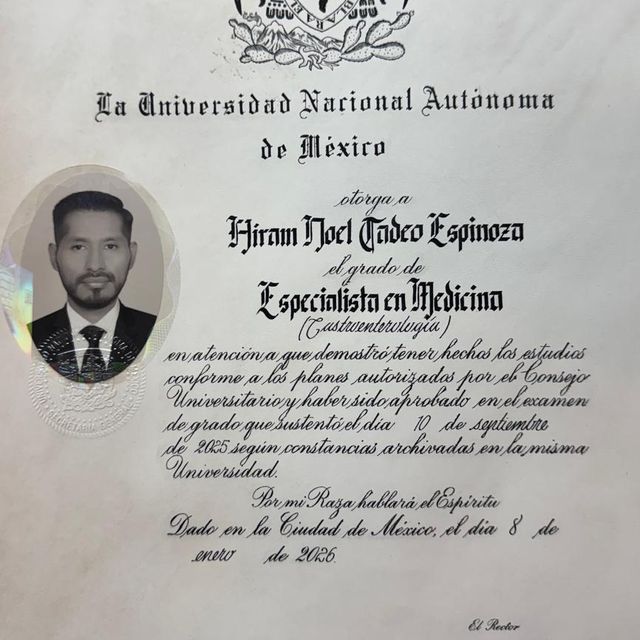 La Universidad Nacional Autónoma
de México
otorga a
Hiram Noel Tadeo Espinoza
el grado de
Especialista en Medicina
(Gastroenterología)
en atención a que demostró tener hechos los estudios
conforme a los planes autorizados por el Consejo
Universitario y haber sido aprobado en el examen
de grado que sustentó el día 10 de septiembre
de 2025 según constancias archivadas en la misma
Universidad.
Por mi Raza hablará el Espíritu
Dado en la Ciudad de México, el día 8 de
enero de 2026.
El Rector